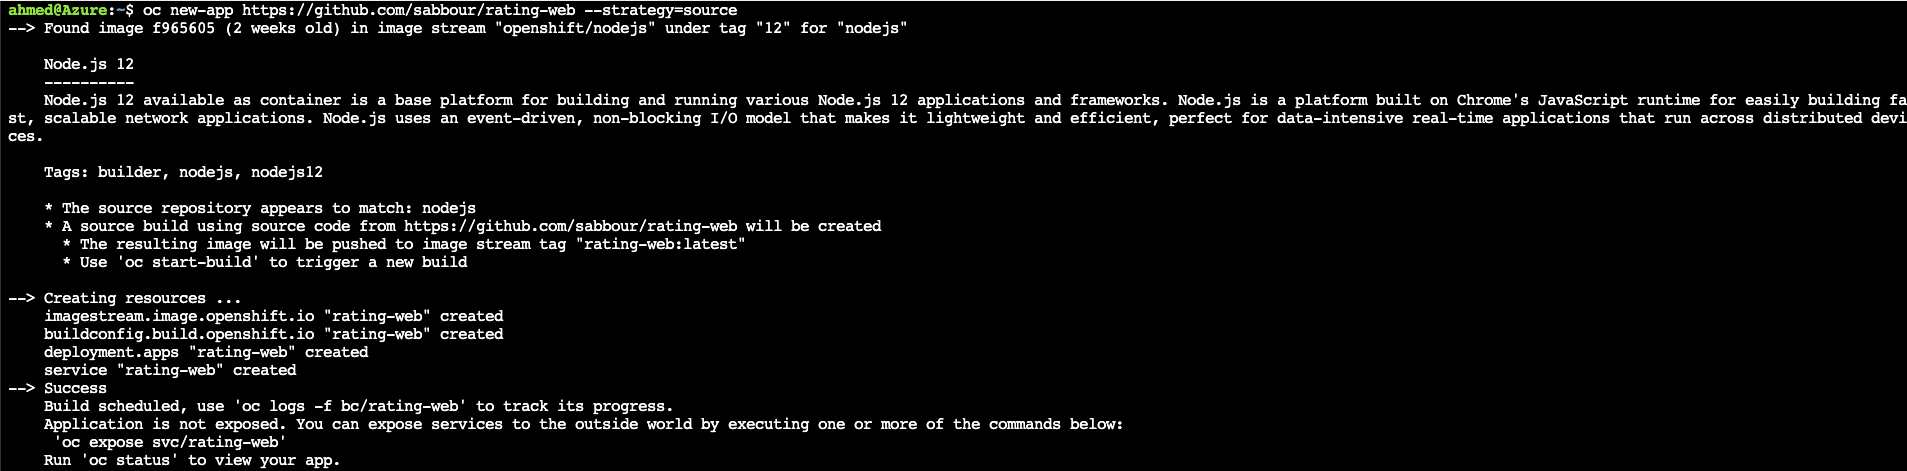 ahmed@Azure:~$ oc new-app https://github.com/sabbour/rating-web --strategy=source
--> Found image f965605 (2 weeks old) in image stream "openshift/nodejs" under tag "12" for "nodejs"
Node.js 12
----------
Node.js 12 available as container is a base platform for building and running various Node.js 12 applications and frameworks. Node.js is a platform built on Chrome's JavaScript runtime for easily building fa
st, scalable network applications. Node.js uses an event-driven, non-blocking I/O model that makes it lightweight and efficient, perfect for data-intensive real-time applications that run across distributed devi
ces.
Tags: builder, nodejs, nodejs12
* The source repository appears to match: nodejs
* A source build using source code from https://github.com/sabbour/rating-web will be created
* The resulting image will be pushed to image stream tag "rating-web:latest"
* Use 'oc start-build' to trigger a new build
--> Creating resources ...
imagestream.image.openshift.io "rating-web" created
buildconfig.build.openshift.io "rating-web" created
deployment.apps "rating-web" created
service "rating-web" created
--> Success
Build scheduled, use 'oc logs -f bc/rating-web' to track its progress.
Application is not exposed. You can expose services to the outside world by executing one or more of the commands below:
'oc expose svc/rating-web'
Run 'oc status' to view your app.